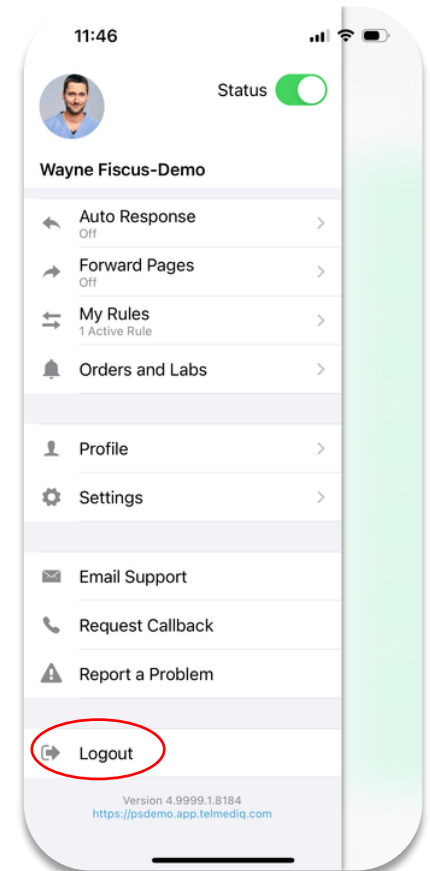 11:46
Status
Wayne Fiscus-Demo
Auto Response
Off
Forward Pages
Off
My Rules
1 Active Rule
Orders and Labs
Profile
Settings
Email Support
Request Callback
Report a Problem
Logout
Version 4.9999.1.8184
https://psdemo.app.telmediq.com